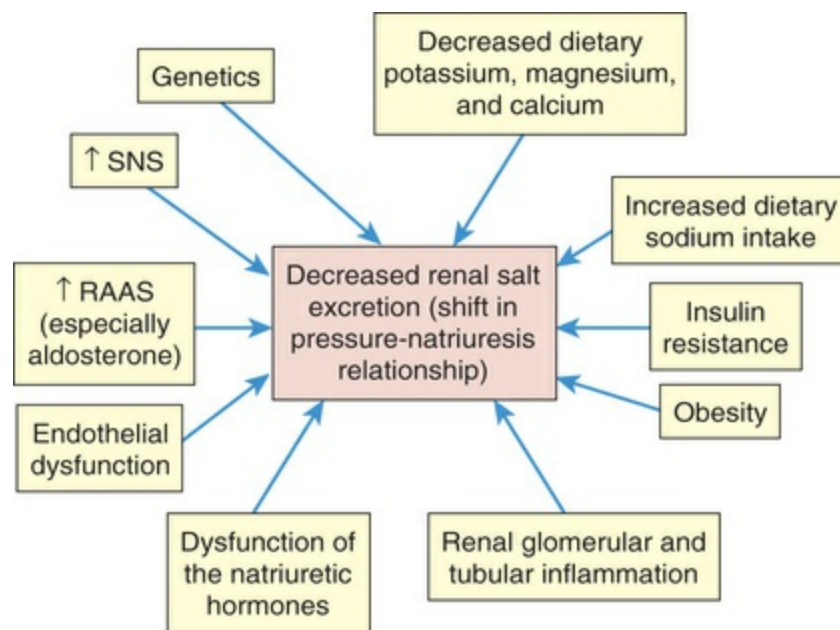 Genetics
Decreased dietary
potassium, magnesium,
and calcium
↑ SNS
Increased dietary
sodium intake
Decreased renal salt
excretion (shift in
pressure-natriuresis
relationship)
↑ RAAS
(especially
aldosterone)
Insulin
resistance
Obesity
Endothelial
dysfunction
Dysfunction of
the natriuretic
hormones
Renal glomerular and
tubular inflammation